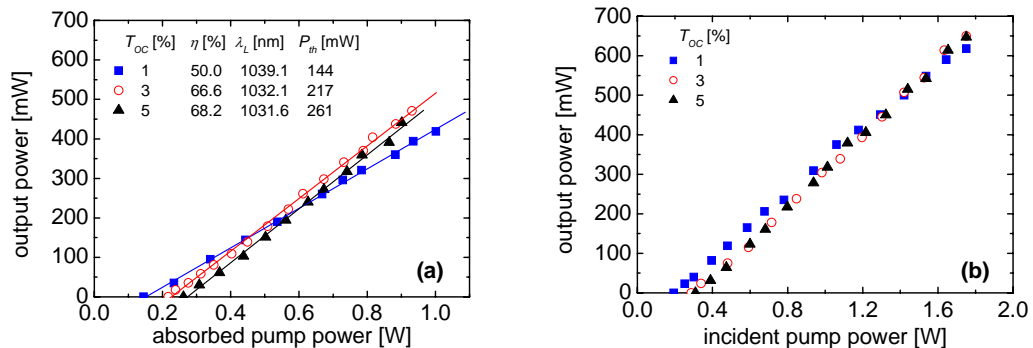 700
600
500
400
300
200
100
0
output power [mW]
T_OC [%] η [%] λ_L [nm] P_th [mW]
1 50.0 1039.1 144
3 66.6 1032.1 217
5 68.2 1031.6 261
(a)
0.0 0.2 0.4 0.6 0.8 1.0
absorbed pump power [W]
700
600
500
400
300
200
100
0
output power [mW]
T_OC [%]
1
3
5
(b)
0.0 0.4 0.8 1.2 1.6 2.0
incident pump power [W]